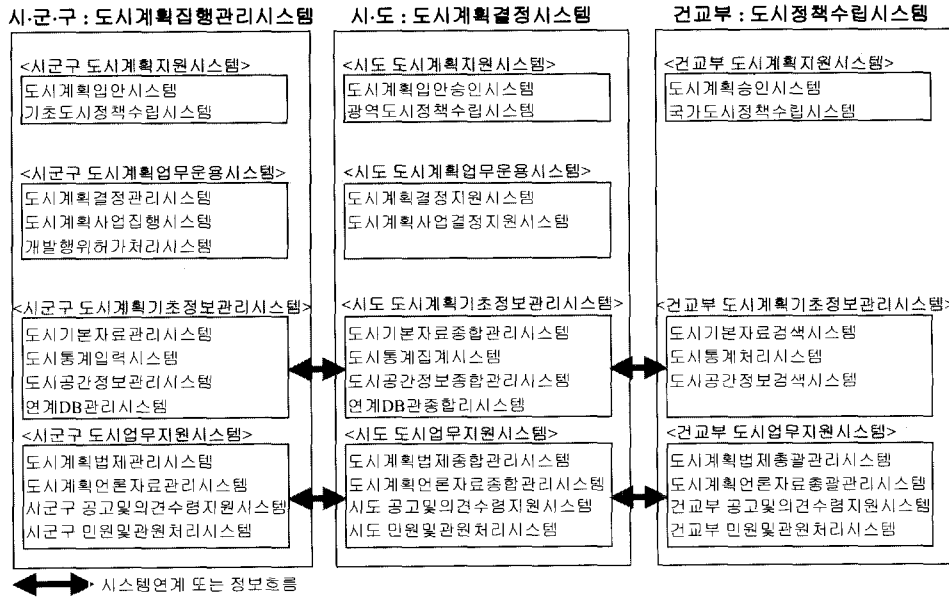 시·군·구 : 도시계획집행관리시스템
<시군구 도시계획지원시스템>
도시계획입안시스템
기초도시정책수립시스템
<시군구 도시계획업무운용시스템>
도시계획결정관리시스템
도시계획사업집행시스템
개발행위허가처리시스템
<시군구 도시계획기초정보관리시스템>
도시기본자료관리시스템
도시통계입력시스템
도시공간정보관리시스템
연계DB관리시스템
<시군구 도시업무지원시스템>
도시계획법제관리시스템
도시계획언론자료관리시스템
시군구 공고및의견수령지원시스템
시군구 민원및관원처리시스템
시·도 : 도시계획결정시스템
<시도 도시계획지원시스템>
도시계획입안승인시스템
광역도시정책수립시스템
<시도 도시계획업무운용시스템>
도시계획결정지원시스템
도시계획사업결정지원시스템
<시도 도시계획기초정보관리시스템>
도시기본자료종합관리시스템
도시통계집계시스템
도시공간정보종합관리시스템
연계DB관종합리시스템
<시도 도시업무지원시스템>
도시계획법제종합관리시스템
도시계획언론자료종합관리시스템
시도 공고및의견수령지원시스템
시도 민원및관원처리시스템
건교부 : 도시정책수립시스템
<건교부 도시계획지원시스템>
도시계획승인시스템
국가도시정책수립시스템
<건교부 도시계획기초정보관리시스템>
도시기본자료검색시스템
도시통계처리시스템
도시공간정보검색시스템
<건교부 도시업무지원시스템>
도시계획법제총괄관리시스템
도시계획언론자료총괄관리시스템
건교부 공고및의견수령지원시스템
건교부 민원및관원처리시스템
시스템연계 또는 정보흐름